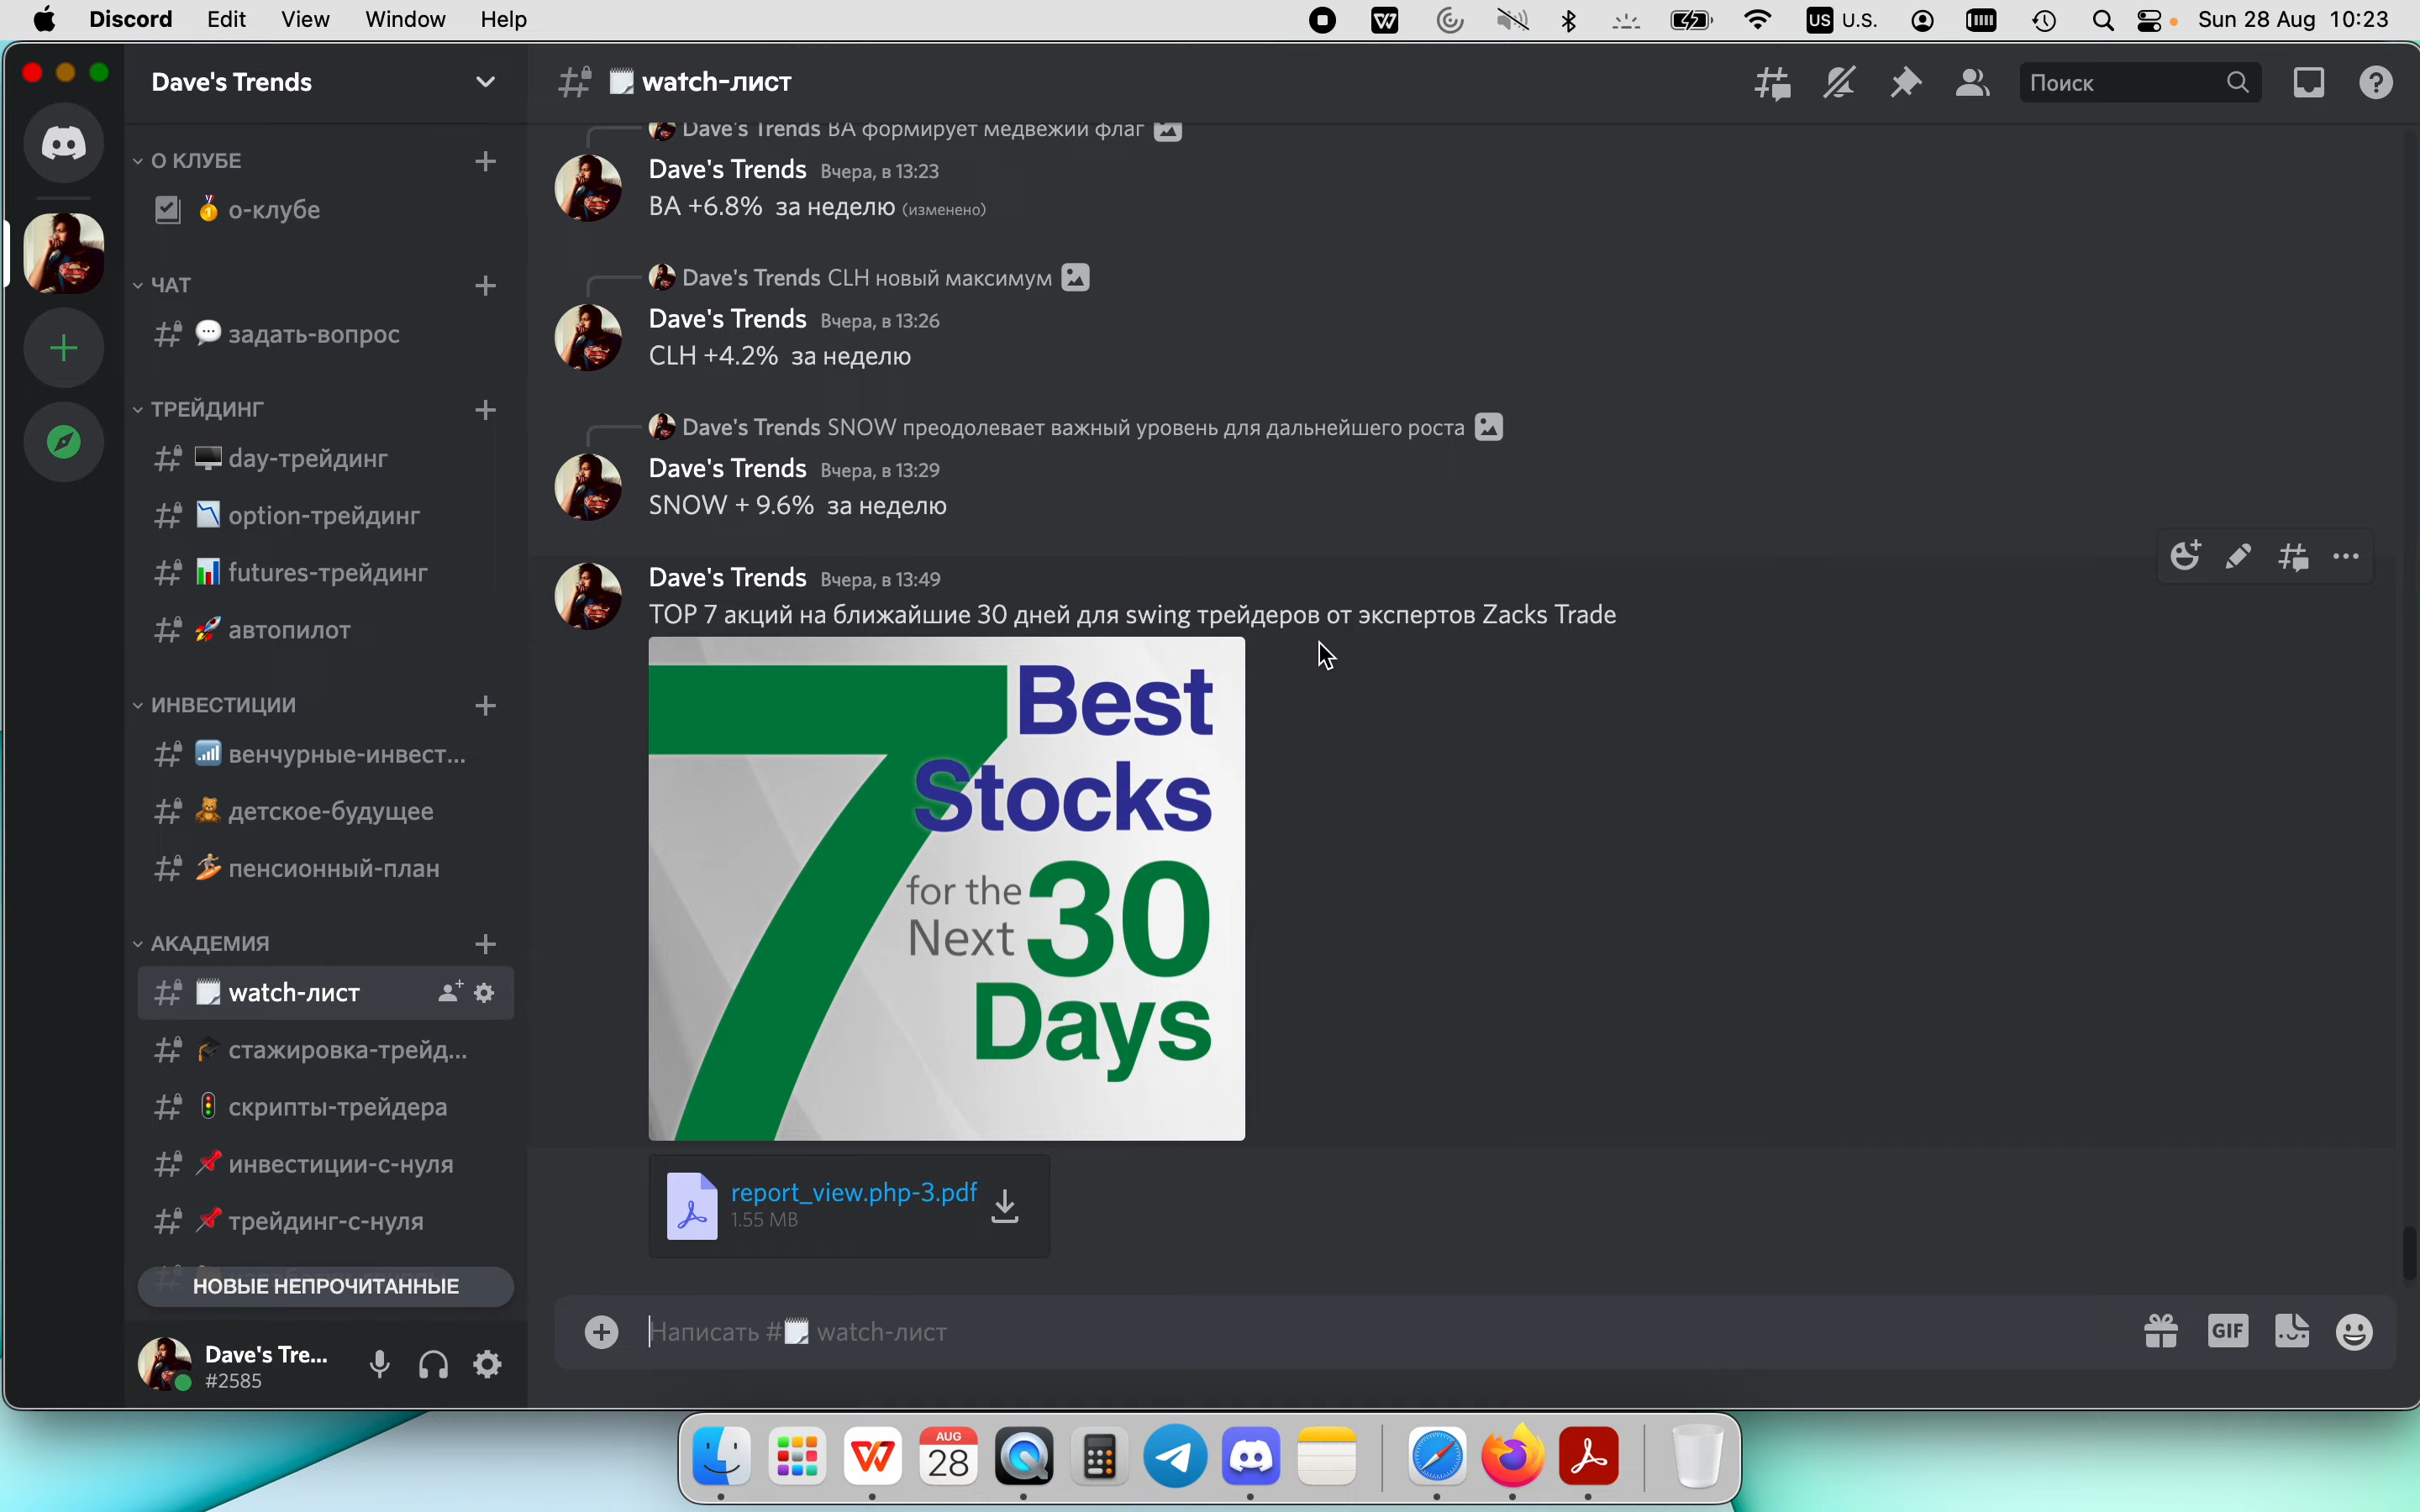 Discord Edit View Window Help
US U.S. Sun 28 Aug 10:23
Dave's Trends
О КЛУБЕ
о-клубе
ЧАТ
задать-вопрос
ТРЕЙДИНГ
day-трейдинг
option-трейдинг
futures-трейдинг
автопилот
ИНВЕСТИЦИИ
венчурные-инвест...
детское-будущее
пенсионный-план
АКАДЕМИЯ
watch-лист
стажировка-трейд...
скрипты-трейдера
инвестиции-с-нуля
трейдинг-с-нуля
НОВЫЕ НЕПРОЧИТАННЫЕ
Dave's Tre...
#2585
watch-лист
Поиск
Dave's Trends BA формирует медвежий флаг
Dave's Trends Вчера, в 13:23
BA +6.8% за неделю (изменено)
Dave's Trends CLH новый максимум
Dave's Trends Вчера, в 13:26
CLH +4.2% за неделю
Dave's Trends SNOW преодолевает важный уровень для дальнейшего роста
Dave's Trends Вчера, в 13:29
SNOW + 9.6% за неделю
Dave's Trends Вчера, в 13:49
TOP 7 акций на ближайшие 30 дней для swing трейдеров от экспертов Zacks Trade
7 Best
Stocks
for the
Next 30
Days
report_view.php-3.pdf
1.55 MB
Написать # watch-лист
GIF
AUG
28